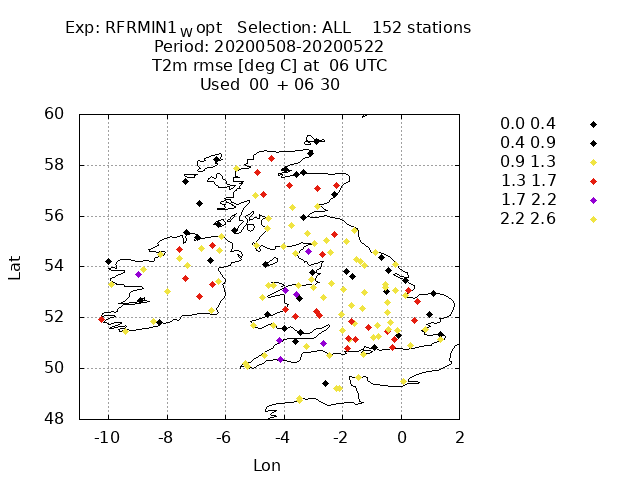 Exp: RFRMIN1_W opt   Selection: ALL    152 stations
Period: 20200508-20200522
T2m rmse [deg C] at  06 UTC
Used  00 + 06 30
60
58
56
54
52
50
48
Lat
-10 -8 -6 -4 -2 0 2
Lon
0.0 0.4
0.4 0.9
0.9 1.3
1.3 1.7
1.7 2.2
2.2 2.6